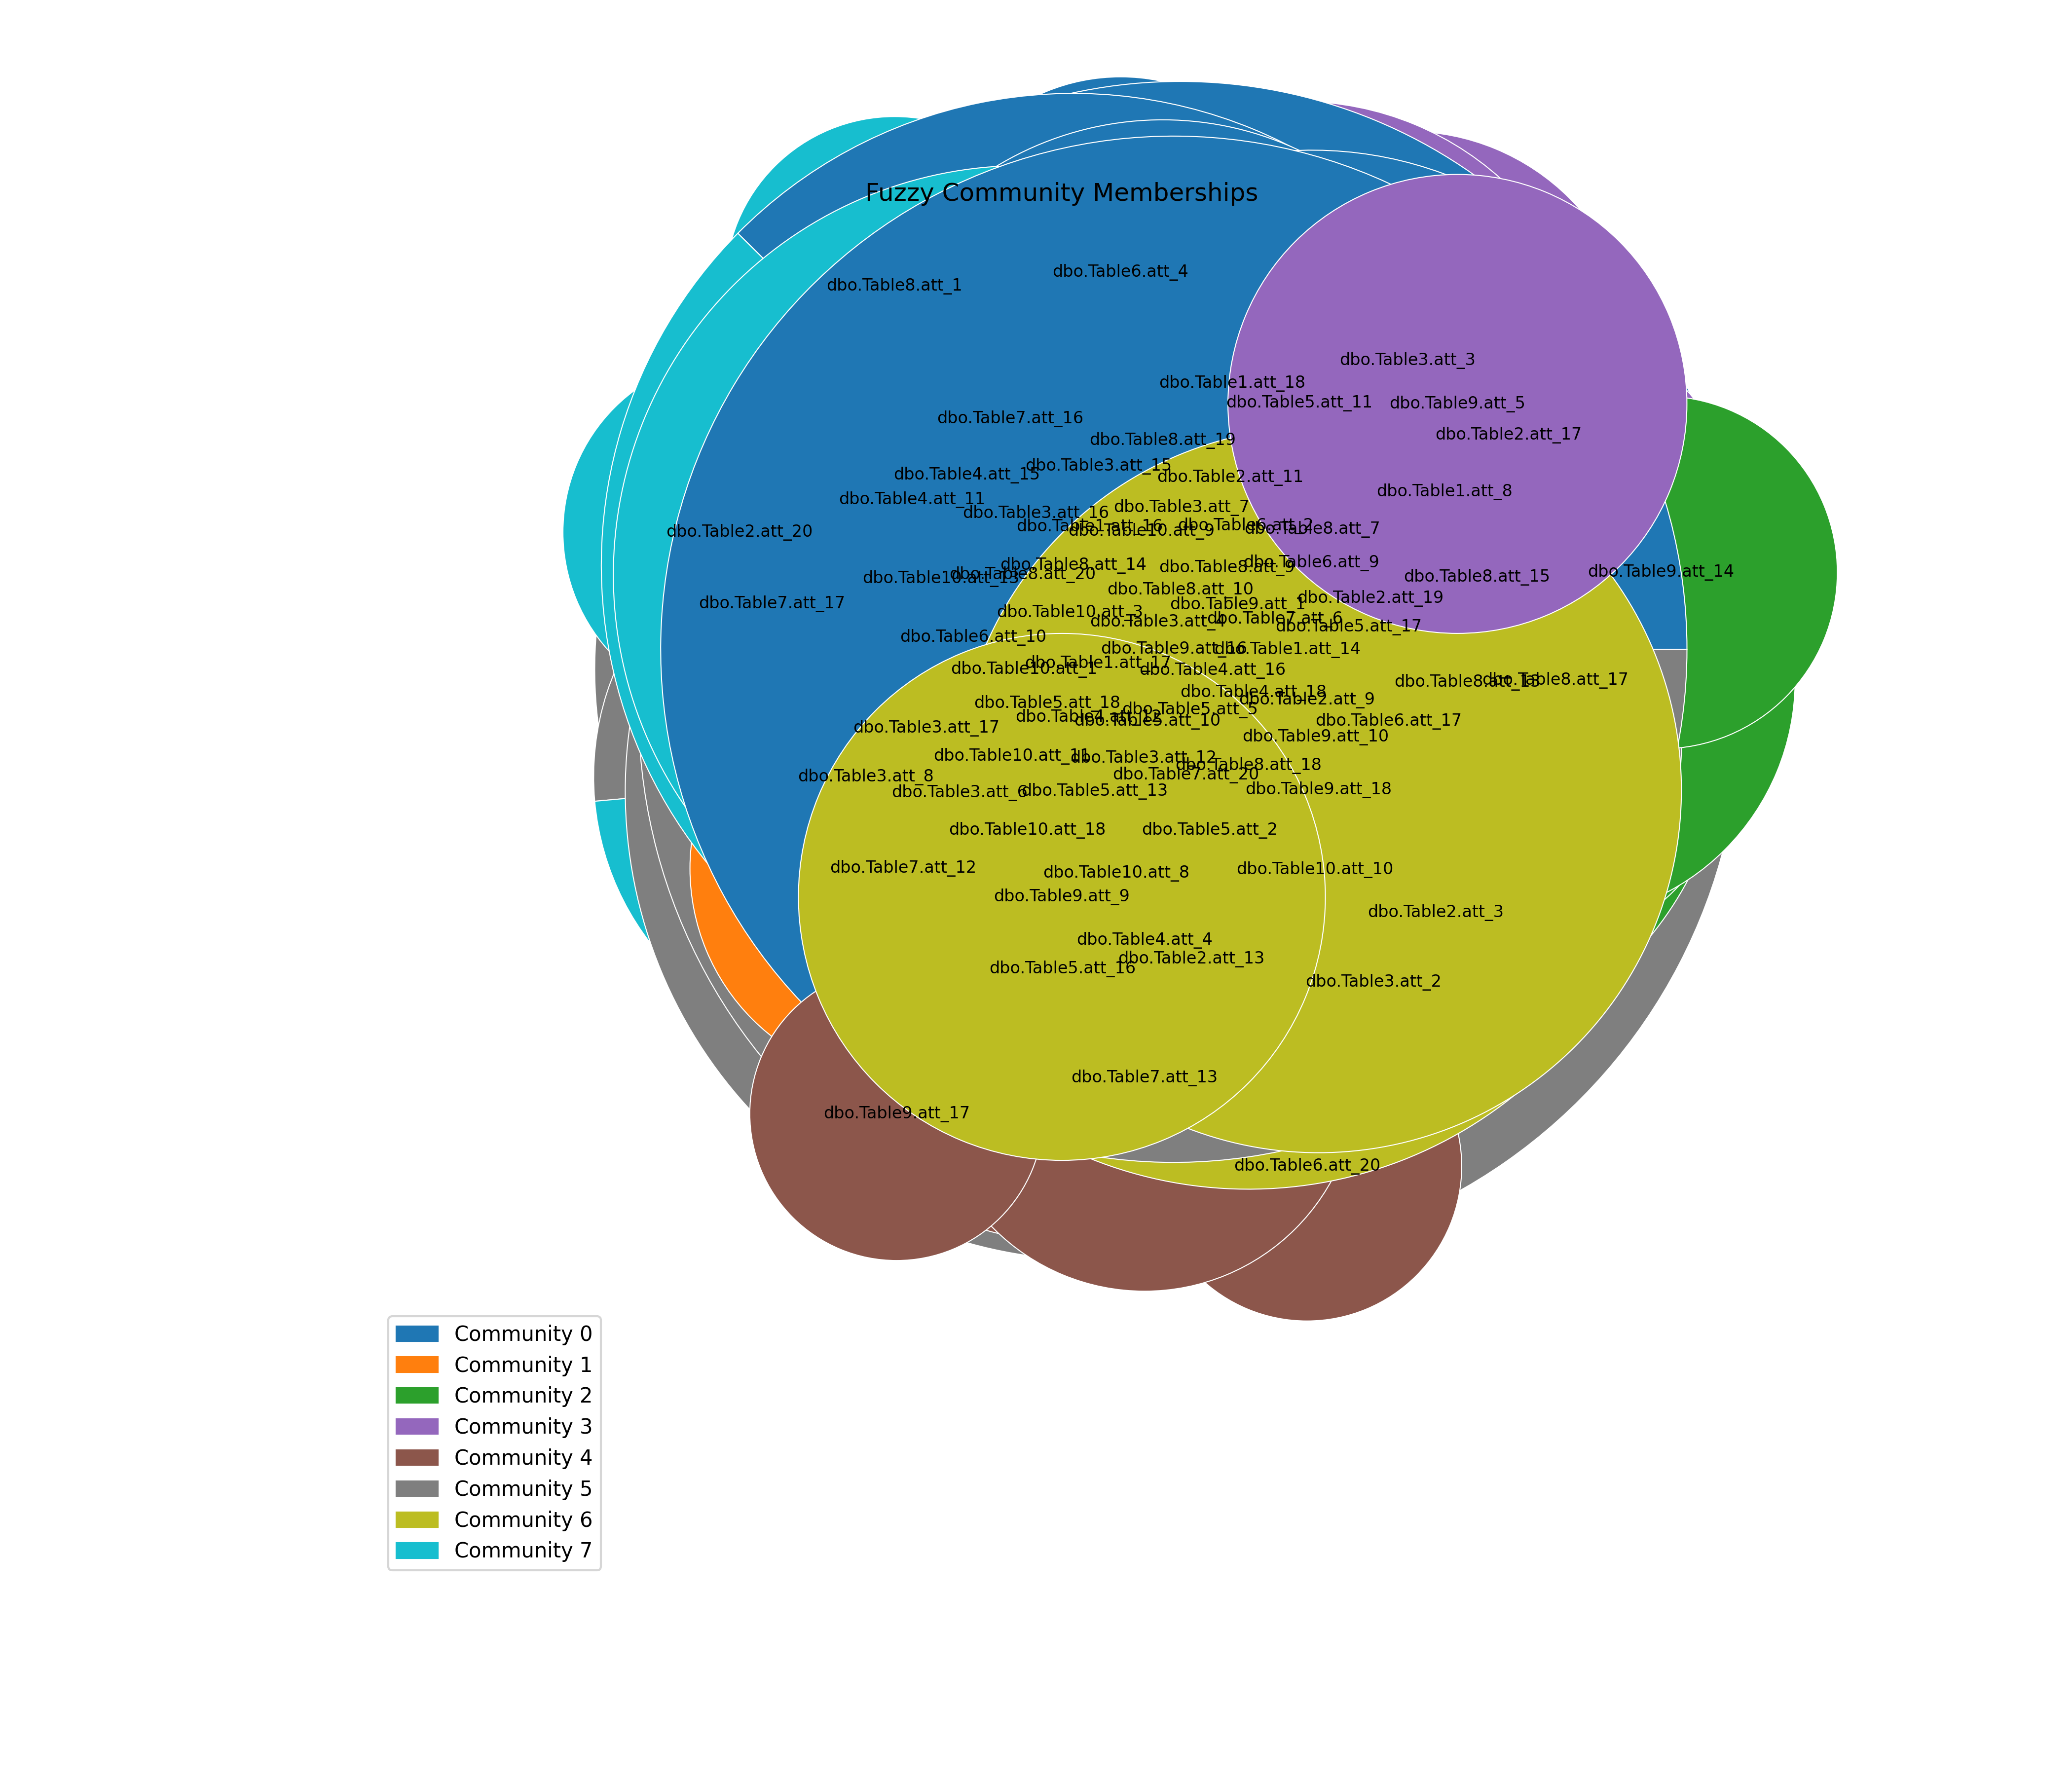 Fuzzy Community Memberships
dbo.Table6.att_4
dbo.Table8.att_1
dbo.Table3.att_3
dbo.Table1.att_18
dbo.Table5.att_11
dbo.Table9.att_5
dbo.Table7.att_16
dbo.Table2.att_17
dbo.Table8.att_19
dbo.Table3.att_15
dbo.Table4.att_15
dbo.Table2.att_11
dbo.Table1.att_8
dbo.Table4.att_11
dbo.Table3.att_7
dbo.Table3.att_16
dbo.Table1.att_16
dbo.Table6.att_2
dbo.Table8.att_7
dbo.Table10.att_9
dbo.Table2.att_20
dbo.Table6.att_9
dbo.Table8.att_14
dbo.Table8.att_9
dbo.Table9.att_14
dbo.Table8.att_20
dbo.Table8.att_15
dbo.Table10.att_13
dbo.Table8.att_10
dbo.Table2.att_19
dbo.Table7.att_17
dbo.Table9.att_1
dbo.Table10.att_3
dbo.Table7.att_6
dbo.Table3.att_4
dbo.Table5.att_17
dbo.Table6.att_10
dbo.Table9.att_16
dbo.Table1.att_14
dbo.Table1.att_17
dbo.Table10.att_1
dbo.Table4.att_16
dbo.Table8.att_17
dbo.Table8.att_13
dbo.Table4.att_18
dbo.Table2.att_9
dbo.Table5.att_18
dbo.Table5.att_5
dbo.Table4.att_12
dbo.Table5.att_10
dbo.Table6.att_17
dbo.Table3.att_17
dbo.Table9.att_10
dbo.Table10.att_11
dbo.Table3.att_12
dbo.Table8.att_18
dbo.Table7.att_20
dbo.Table3.att_8
dbo.Table9.att_18
dbo.Table5.att_13
dbo.Table3.att_6
dbo.Table10.att_18
dbo.Table5.att_2
dbo.Table7.att_12
dbo.Table10.att_10
dbo.Table10.att_8
dbo.Table9.att_9
dbo.Table2.att_3
dbo.Table4.att_4
dbo.Table2.att_13
dbo.Table5.att_16
dbo.Table3.att_2
dbo.Table7.att_13
dbo.Table9.att_17
dbo.Table6.att_20
Community 0
Community 1
Community 2
Community 3
Community 4
Community 5
Community 6
Community 7